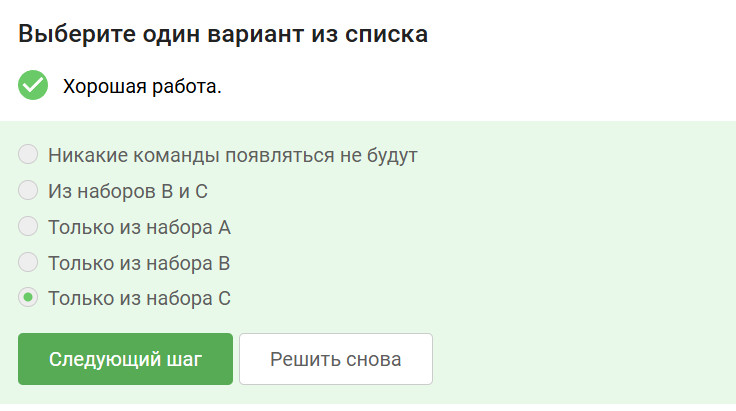 Выберите один вариант из списка
Хорошая работа.
Никакие команды появляться не будут
Из наборов B и C
Только из набора A
Только из набора B
Только из набора C
Следующий шаг
Решить снова